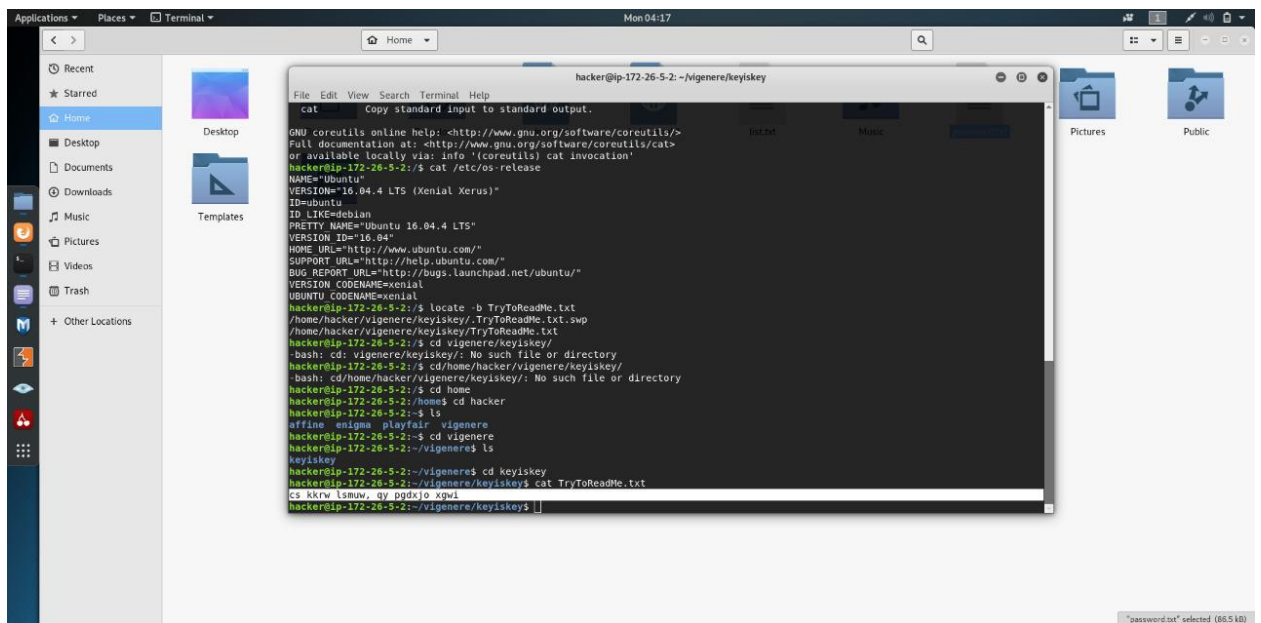 Applications Places Terminal Mon 04:17 1
Home
Recent
Starred
Home
Desktop
Documents
Downloads
Music
Pictures
Videos
Trash
+ Other Locations
Desktop
Templates
list.txt
Music
Pictures
Public
hacker@ip-172-26-5-2: ~/vigenere/keyiskey
File Edit View Search Terminal Help
cat Copy standard input to standard output.
GNU coreutils online help: <http://www.gnu.org/software/coreutils/>
Full documentation at: <http://www.gnu.org/software/coreutils/cat>
or available locally via: info '(coreutils) cat invocation'
hacker@ip-172-26-5-2:/$ cat /etc/os-release
NAME="Ubuntu"
VERSION="16.04.4 LTS (Xenial Xerus)"
ID=ubuntu
ID_LIKE=debian
PRETTY_NAME="Ubuntu 16.04.4 LTS"
VERSION_ID="16.04"
HOME_URL="http://www.ubuntu.com/"
SUPPORT_URL="http://help.ubuntu.com/"
BUG_REPORT_URL="http://bugs.launchpad.net/ubuntu/"
VERSION_CODENAME=xenial
UBUNTU_CODENAME=xenial
hacker@ip-172-26-5-2:/$ locate -b TryToReadMe.txt
/home/hacker/vigenere/keyiskey/.TryToReadMe.txt.swp
/home/hacker/vigenere/keyiskey/TryToReadMe.txt
hacker@ip-172-26-5-2:/$ cd vigenere/keyiskey/
-bash: cd: vigenere/keyiskey/: No such file or directory
hacker@ip-172-26-5-2:/$ cd/home/hacker/vigenere/keyiskey/
-bash: cd/home/hacker/vigenere/keyiskey/: No such file or directory
hacker@ip-172-26-5-2:/$ cd home
hacker@ip-172-26-5-2:/home$ cd hacker
hacker@ip-172-26-5-2:~$ ls
affine enigma playfair vigenere
hacker@ip-172-26-5-2:~$ cd vigenere
hacker@ip-172-26-5-2:~/vigenere$ ls
keyiskey
hacker@ip-172-26-5-2:~/vigenere$ cd keyiskey
hacker@ip-172-26-5-2:~/vigenere/keyiskey$ cat TryToReadMe.txt
cs kkrw lsmuw, qy pgdxjo xgwi
hacker@ip-172-26-5-2:~/vigenere/keyiskey$
"password.txt" selected (86.5 kB)